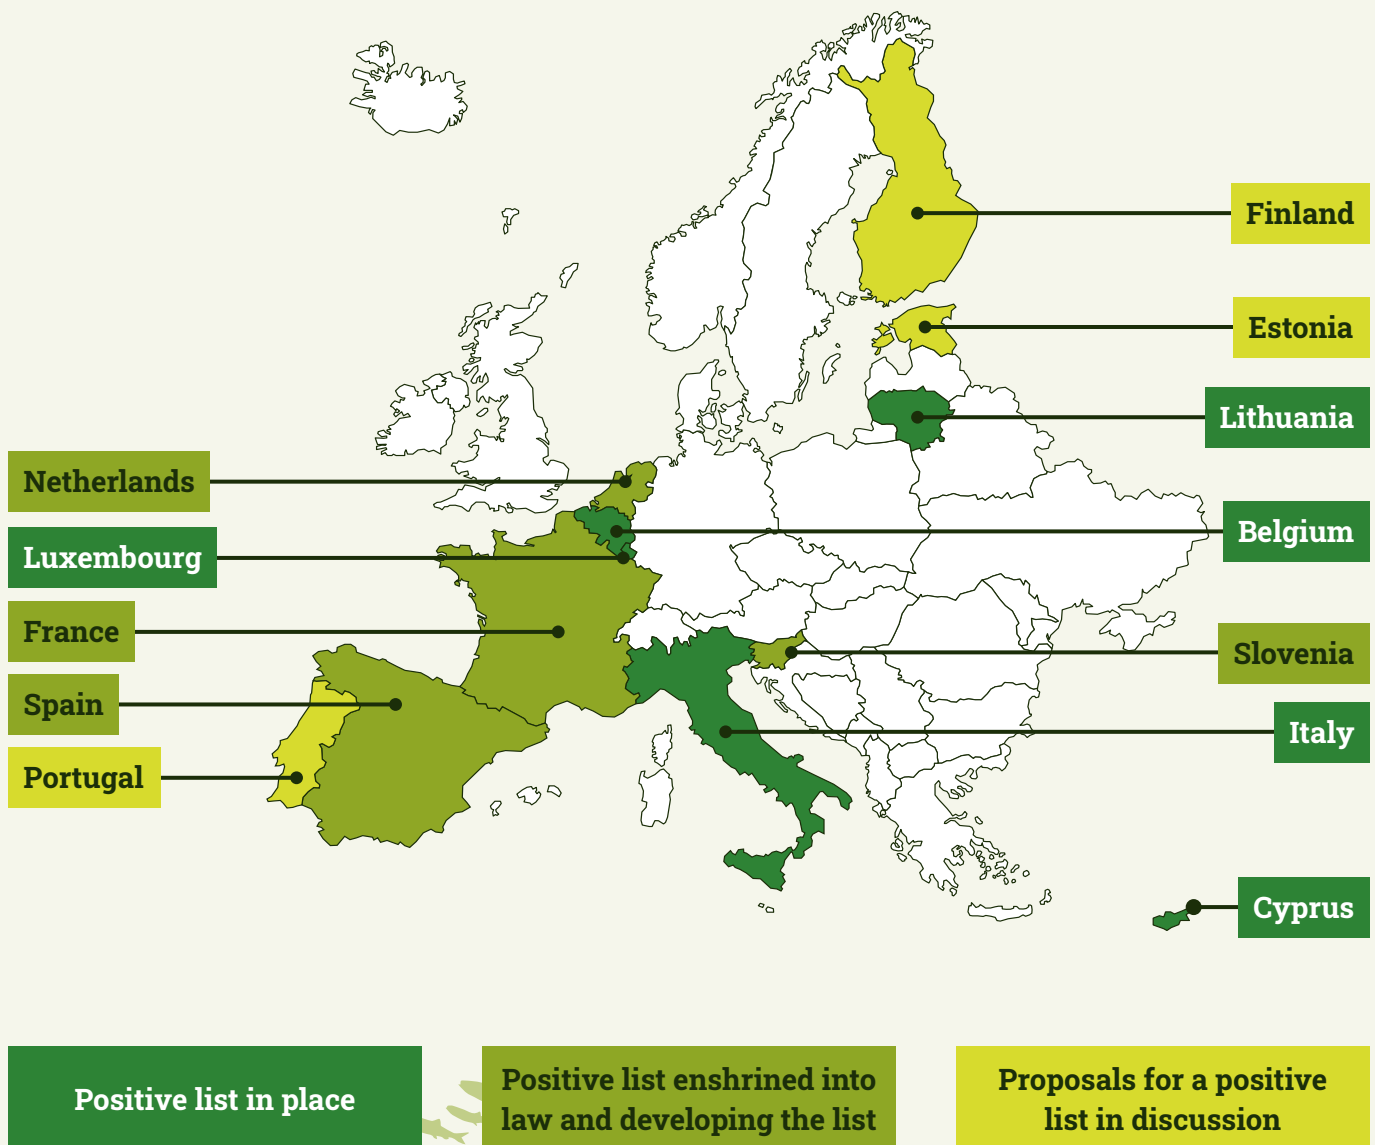 Finland
Estonia
Lithuania
Netherlands
Belgium
Luxembourg
France
Slovenia
Spain
Italy
Portugal
Cyprus
Positive list in place
Positive list enshrined into
law and developing the list
Proposals for a positive
list in discussion